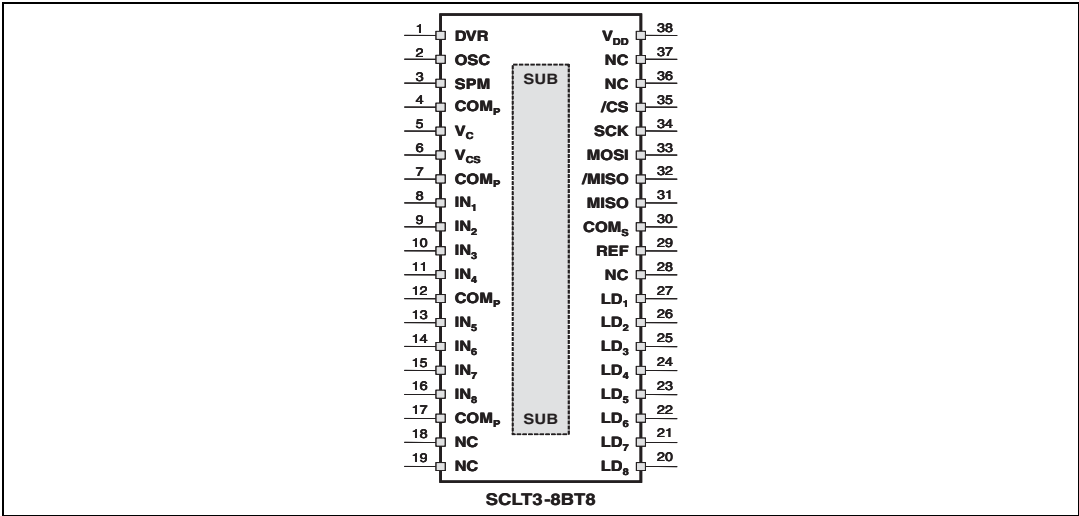 1 DVR V_DD 38
2 OSC NC 37
3 SPM SUB NC 36
4 COM_P /CS 35
5 V_C SCK 34
6 V_CS MOSI 33
7 COM_P /MISO 32
8 IN_1 MISO 31
9 IN_2 COM_S 30
10 IN_3 REF 29
11 IN_4 NC 28
12 COM_P LD_1 27
13 IN_5 LD_2 26
14 IN_6 LD_3 25
15 IN_7 LD_4 24
16 IN_8 LD_5 23
17 COM_P SUB LD_6 22
18 NC LD_7 21
19 NC LD_8 20
SCLT3-8BT8